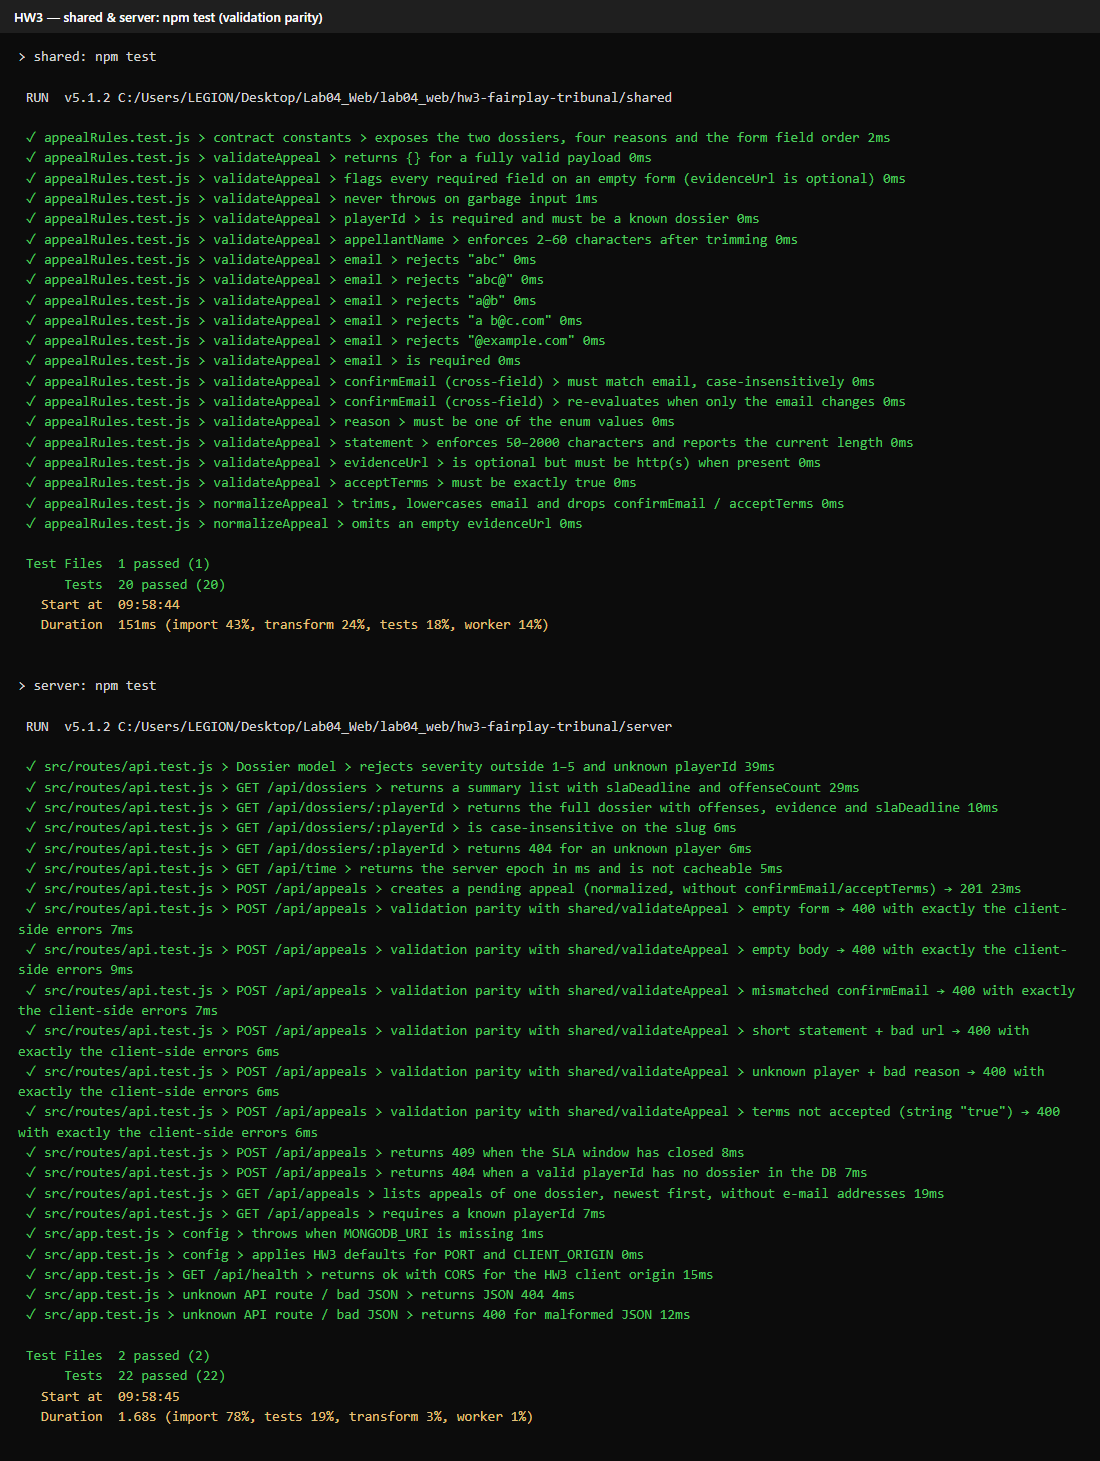 HW3 — shared & server: npm test (validation parity)
> shared: npm test
RUN v5.1.2 C:/Users/LEGION/Desktop/Lab04_Web/lab04_web/hw3-fairplay-tribunal/shared
✓ appealRules.test.js > contract constants > exposes the two dossiers, four reasons and the form field order 2ms
✓ appealRules.test.js > validateAppeal > returns {} for a fully valid payload 0ms
✓ appealRules.test.js > validateAppeal > flags every required field on an empty form (evidenceUrl is optional) 0ms
✓ appealRules.test.js > validateAppeal > never throws on garbage input 1ms
✓ appealRules.test.js > validateAppeal > playerId > is required and must be a known dossier 0ms
✓ appealRules.test.js > validateAppeal > appellantName > enforces 2–60 characters after trimming 0ms
✓ appealRules.test.js > validateAppeal > email > rejects "abc" 0ms
✓ appealRules.test.js > validateAppeal > email > rejects "abc@" 0ms
✓ appealRules.test.js > validateAppeal > email > rejects "a@b" 0ms
✓ appealRules.test.js > validateAppeal > email > rejects "a b@c.com" 0ms
✓ appealRules.test.js > validateAppeal > email > rejects "@example.com" 0ms
✓ appealRules.test.js > validateAppeal > email > is required 0ms
✓ appealRules.test.js > validateAppeal > confirmEmail (cross-field) > must match email, case-insensitively 0ms
✓ appealRules.test.js > validateAppeal > confirmEmail (cross-field) > re-evaluates when only the email changes 0ms
✓ appealRules.test.js > validateAppeal > reason > must be one of the enum values 0ms
✓ appealRules.test.js > validateAppeal > statement > enforces 50–2000 characters and reports the current length 0ms
✓ appealRules.test.js > validateAppeal > evidenceUrl > is optional but must be http(s) when present 0ms
✓ appealRules.test.js > validateAppeal > acceptTerms > must be exactly true 0ms
✓ appealRules.test.js > normalizeAppeal > trims, lowercases email and drops confirmEmail / acceptTerms 0ms
✓ appealRules.test.js > normalizeAppeal > omits an empty evidenceUrl 0ms
Test Files 1 passed (1)
Tests 20 passed (20)
Start at 09:58:44
Duration 151ms (import 43%, transform 24%, tests 18%, worker 14%)
> server: npm test
RUN v5.1.2 C:/Users/LEGION/Desktop/Lab04_Web/lab04_web/hw3-fairplay-tribunal/server
✓ src/routes/api.test.js > Dossier model > rejects severity outside 1–5 and unknown playerId 39ms
✓ src/routes/api.test.js > GET /api/dossiers > returns a summary list with slaDeadline and offenseCount 29ms
✓ src/routes/api.test.js > GET /api/dossiers/:playerId > returns the full dossier with offenses, evidence and slaDeadline 10ms
✓ src/routes/api.test.js > GET /api/dossiers/:playerId > is case-insensitive on the slug 6ms
✓ src/routes/api.test.js > GET /api/dossiers/:playerId > returns 404 for an unknown player 6ms
✓ src/routes/api.test.js > GET /api/time > returns the server epoch in ms and is not cacheable 5ms
✓ src/routes/api.test.js > POST /api/appeals > creates a pending appeal (normalized, without confirmEmail/acceptTerms) → 201 23ms
✓ src/routes/api.test.js > POST /api/appeals > validation parity with shared/validateAppeal > empty form → 400 with exactly the client-
side errors 7ms
✓ src/routes/api.test.js > POST /api/appeals > validation parity with shared/validateAppeal > empty body → 400 with exactly the client-
side errors 9ms
✓ src/routes/api.test.js > POST /api/appeals > validation parity with shared/validateAppeal > mismatched confirmEmail → 400 with exactly
the client-side errors 7ms
✓ src/routes/api.test.js > POST /api/appeals > validation parity with shared/validateAppeal > short statement + bad url → 400 with
exactly the client-side errors 6ms
✓ src/routes/api.test.js > POST /api/appeals > validation parity with shared/validateAppeal > unknown player + bad reason → 400 with
exactly the client-side errors 6ms
✓ src/routes/api.test.js > POST /api/appeals > validation parity with shared/validateAppeal > terms not accepted (string "true") → 400
with exactly the client-side errors 6ms
✓ src/routes/api.test.js > POST /api/appeals > returns 409 when the SLA window has closed 8ms
✓ src/routes/api.test.js > POST /api/appeals > returns 404 when a valid playerId has no dossier in the DB 7ms
✓ src/routes/api.test.js > GET /api/appeals > lists appeals of one dossier, newest first, without e-mail addresses 19ms
✓ src/routes/api.test.js > GET /api/appeals > requires a known playerId 7ms
✓ src/app.test.js > config > throws when MONGODB_URI is missing 1ms
✓ src/app.test.js > config > applies HW3 defaults for PORT and CLIENT_ORIGIN 0ms
✓ src/app.test.js > GET /api/health > returns ok with CORS for the HW3 client origin 15ms
✓ src/app.test.js > unknown API route / bad JSON > returns JSON 404 4ms
✓ src/app.test.js > unknown API route / bad JSON > returns 400 for malformed JSON 12ms
Test Files 2 passed (2)
Tests 22 passed (22)
Start at 09:58:45
Duration 1.68s (import 78%, tests 19%, transform 3%, worker 1%)